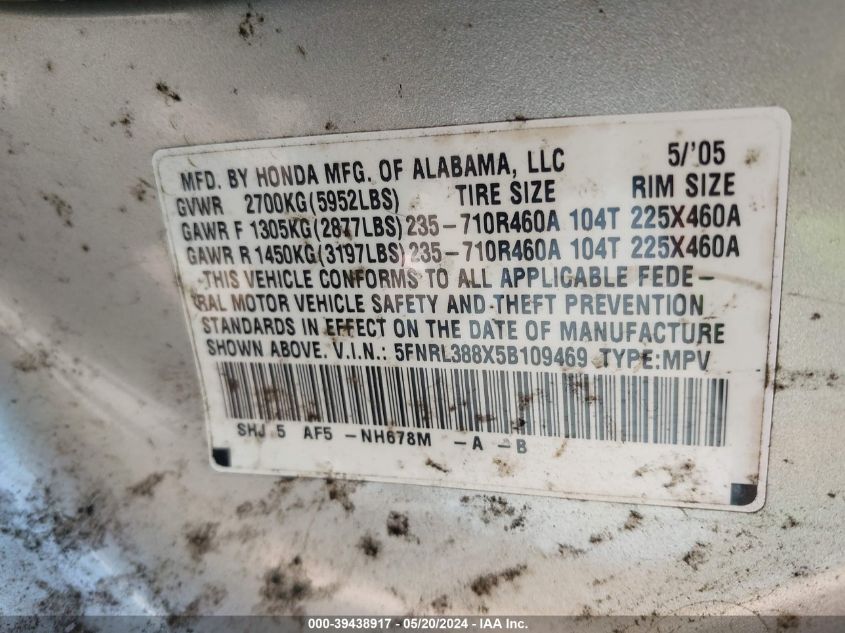 MFD. BY HONDA MFG. OF ALABAMA, LLC 5/'05
GVWR 2700KG(5952LBS) TIRE SIZE RIM SIZE
GAWR F 1305KG(2877LBS) 235-710R460A 104T 225X460A
GAWR R 1450KG(3197LBS) 235-710R460A 104T 225X460A
THIS VEHICLE CONFORMS TO ALL APPLICABLE FEDE-
RAL MOTOR VEHICLE SAFETY AND THEFT PREVENTION
STANDARDS IN EFFECT ON THE DATE OF MANUFACTURE
SHOWN ABOVE. V.I.N.: 5FNRL388X5B109469 TYPE:MPV
SHJ 5 AF5 -NH678M -A -B
000-39438917 - 05/20/2024 - IAAI.com